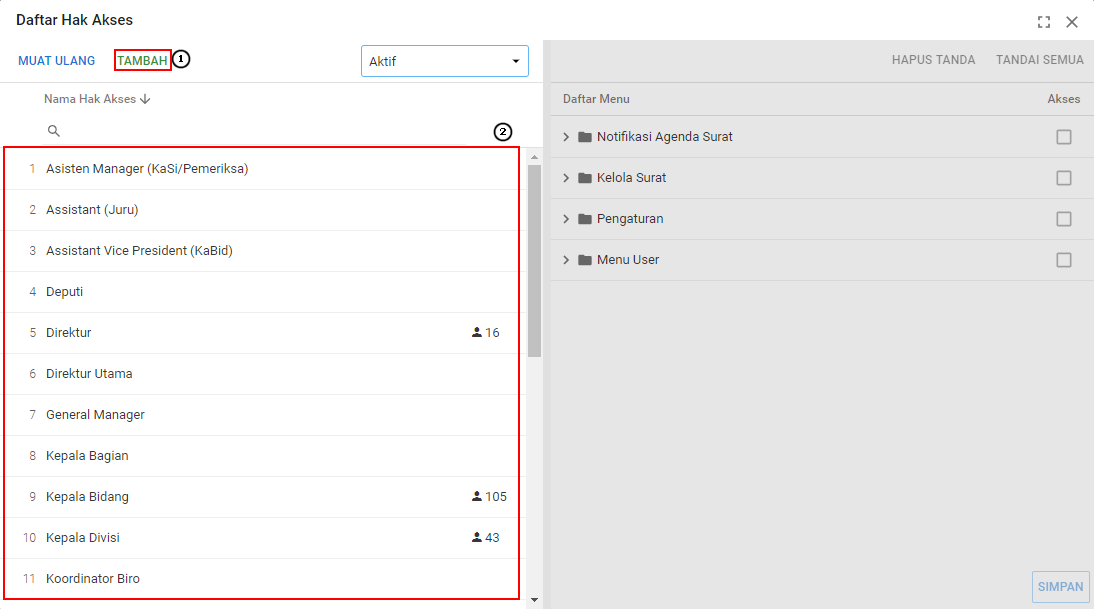 Daftar Hak Akses
MUAT ULANG TAMBAH 1 Aktif
Nama Hak Akses
2
1 Asisten Manager (KaSi/Pemeriksa)
2 Assistant (Juru)
3 Assistant Vice President (KaBid)
4 Deputi
5 Direktur 16
6 Direktur Utama
7 General Manager
8 Kepala Bagian
9 Kepala Bidang 105
10 Kepala Divisi 43
11 Koordinator Biro
HAPUS TANDA TANDAI SEMUA
Daftar Menu Akses
Notifikasi Agenda Surat
Kelola Surat
Pengaturan
Menu User
SIMPAN